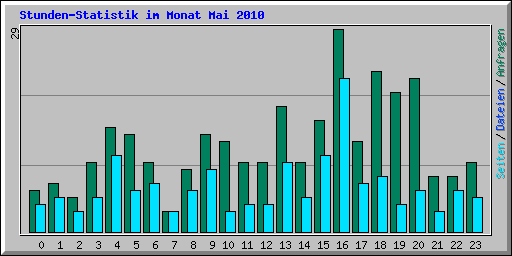 Stunden-Statistik im Monat Mai 2010
29
Seiten / Dateien / Anfragen
0 1 2 3 4 5 6 7 8 9 10 11 12 13 14 15 16 17 18 19 20 21 22 23